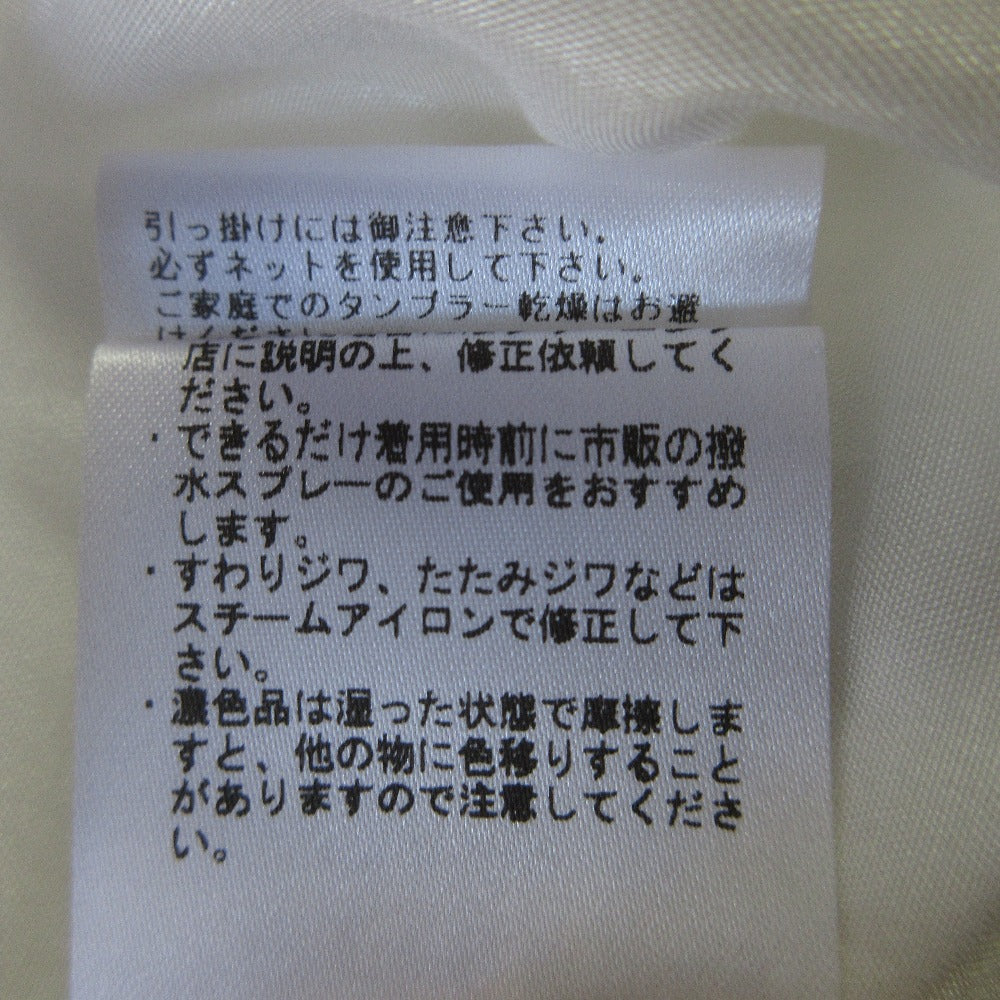 引っ掛けには御注意下さい。
必ずネットを使用して下さい。
ご家庭でのタンブラー乾燥はお避
けください
店に説明の上、修正依頼してく
ださい。
・できるだけ着用時前に市販の撥
水スプレーのご使用をおすすめ
します。
・すわりジワ、たたみジワなどは
スチームアイロンで修正して下
さい。
・濃色品は湿った状態で摩擦しま
すと、他の物に色移りすること
がありますので注意してくださ
い。